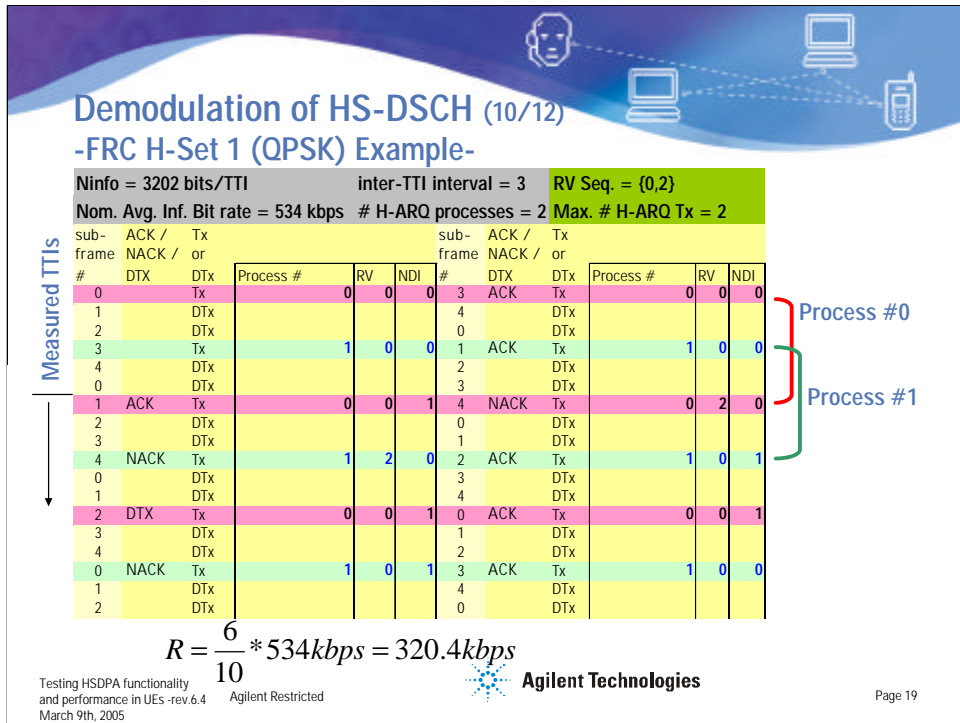 Demodulation of HS-DSCH (10/12)
-FRC H-Set 1 (QPSK) Example-
Ninfo = 3202 bits/TTI inter-TTI interval = 3 RV Seq. = {0,2}
Nom. Avg. Inf. Bit rate = 534 kbps # H-ARQ processes = 2 Max. # H-ARQ Tx = 2
sub- ACK / Tx sub- ACK / Tx
frame NACK / or frame NACK / or
# DTX DTx Process # RV NDI # DTX DTx Process # RV NDI
0 Tx 0 0 0 3 ACK Tx 0 0 0
1 DTx 4 DTx
2 DTx 0 DTx
3 Tx 1 0 0 1 ACK Tx 1 0 0
4 DTx 2 DTx
0 DTx 3 DTx
1 ACK Tx 0 0 1 4 NACK Tx 0 2 0
2 DTx 0 DTx
3 DTx 1 DTx
4 NACK Tx 1 2 0 2 ACK Tx 1 0 1
0 DTx 3 DTx
1 DTx 4 DTx
2 DTX Tx 0 0 1 0 ACK Tx 0 0 1
3 DTx 1 DTx
4 DTx 2 DTx
0 NACK Tx 1 0 1 3 ACK Tx 1 0 0
1 DTx 4 DTx
2 DTx 0 DTx
Measured TTIs
Process #0
Process #1
R = 6/10 * 534kbps = 320.4kbps
Testing HSDPA functionality
and performance in UEs -rev.6.4
March 9th, 2005
Agilent Restricted
Agilent Technologies
Page 19